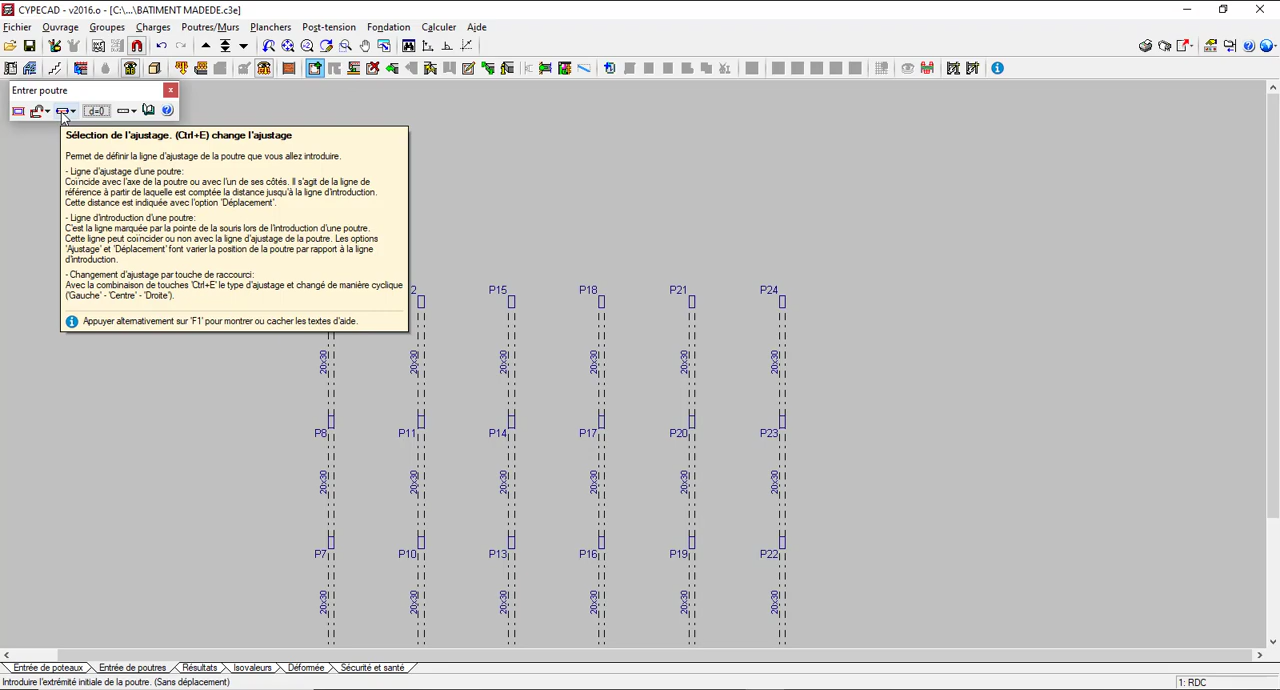 CYPECAD - v2016.o - [C:\...\BATIMENT MADEDE.c3e]
Fichier Ouvrage Groupes Charges Poutres/Murs Planchers Post-tension Fondation Calculer Aide
Entrer poutre
d=0
Sélection de l'ajustage. (Ctrl+E) change l'ajustage
Permet de définir la ligne d'ajustage de la poutre que vous allez introduire.
- Ligne d'ajustage d'une poutre:
Coïncide avec l'axe de la poutre ou avec l'un de ses côtés. Il s'agit de la ligne de
référence à partir de laquelle est comptée la distance jusqu'à la ligne d'introduction.
Cette distance est indiquée avec l'option 'Déplacement'.
- Ligne d'introduction d'une poutre:
C'est la ligne marquée par la pointe de la souris lors de l'introduction d'une poutre.
Cette ligne peut coïncider ou non avec la ligne d'ajustage de la poutre. Les options
'Ajustage' et 'Déplacement' font varier la position de la poutre par rapport à la ligne
d'introduction.
- Changement d'ajustage par touche de raccourci:
Avec la combinaison de touches 'Ctrl+E' le type d'ajustage et changé de manière cyclique
('Gauche' - 'Centre' - 'Droite').
Appuyer alternativement sur 'F1' pour montrer ou cacher les textes d'aide.
2 P15 P18 P21 P24
20x30 20x30 20x30 20x30 20x30 20x30
P8 P11 P14 P17 P20 P23
20x30 20x30 20x30 20x30 20x30 20x30
P7 P10 P13 P16 P19 P22
20x30 20x30 20x30 20x30 20x30 20x30
Entrée de poteaux Entrée de poutres Résultats Isovaleurs Déformée Sécurité et santé
Introduire l'extrémité initiale de la poutre. (Sans déplacement) 1: RDC